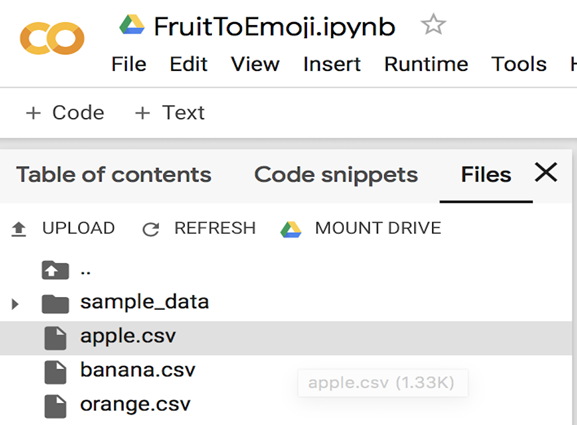 FruitToEmoji.ipynb
File Edit View Insert Runtime Tools H
+ Code + Text
Table of contents Code snippets Files
UPLOAD REFRESH MOUNT DRIVE
..
sample_data
apple.csv
banana.csv
apple.csv (1.33K)
orange.csv